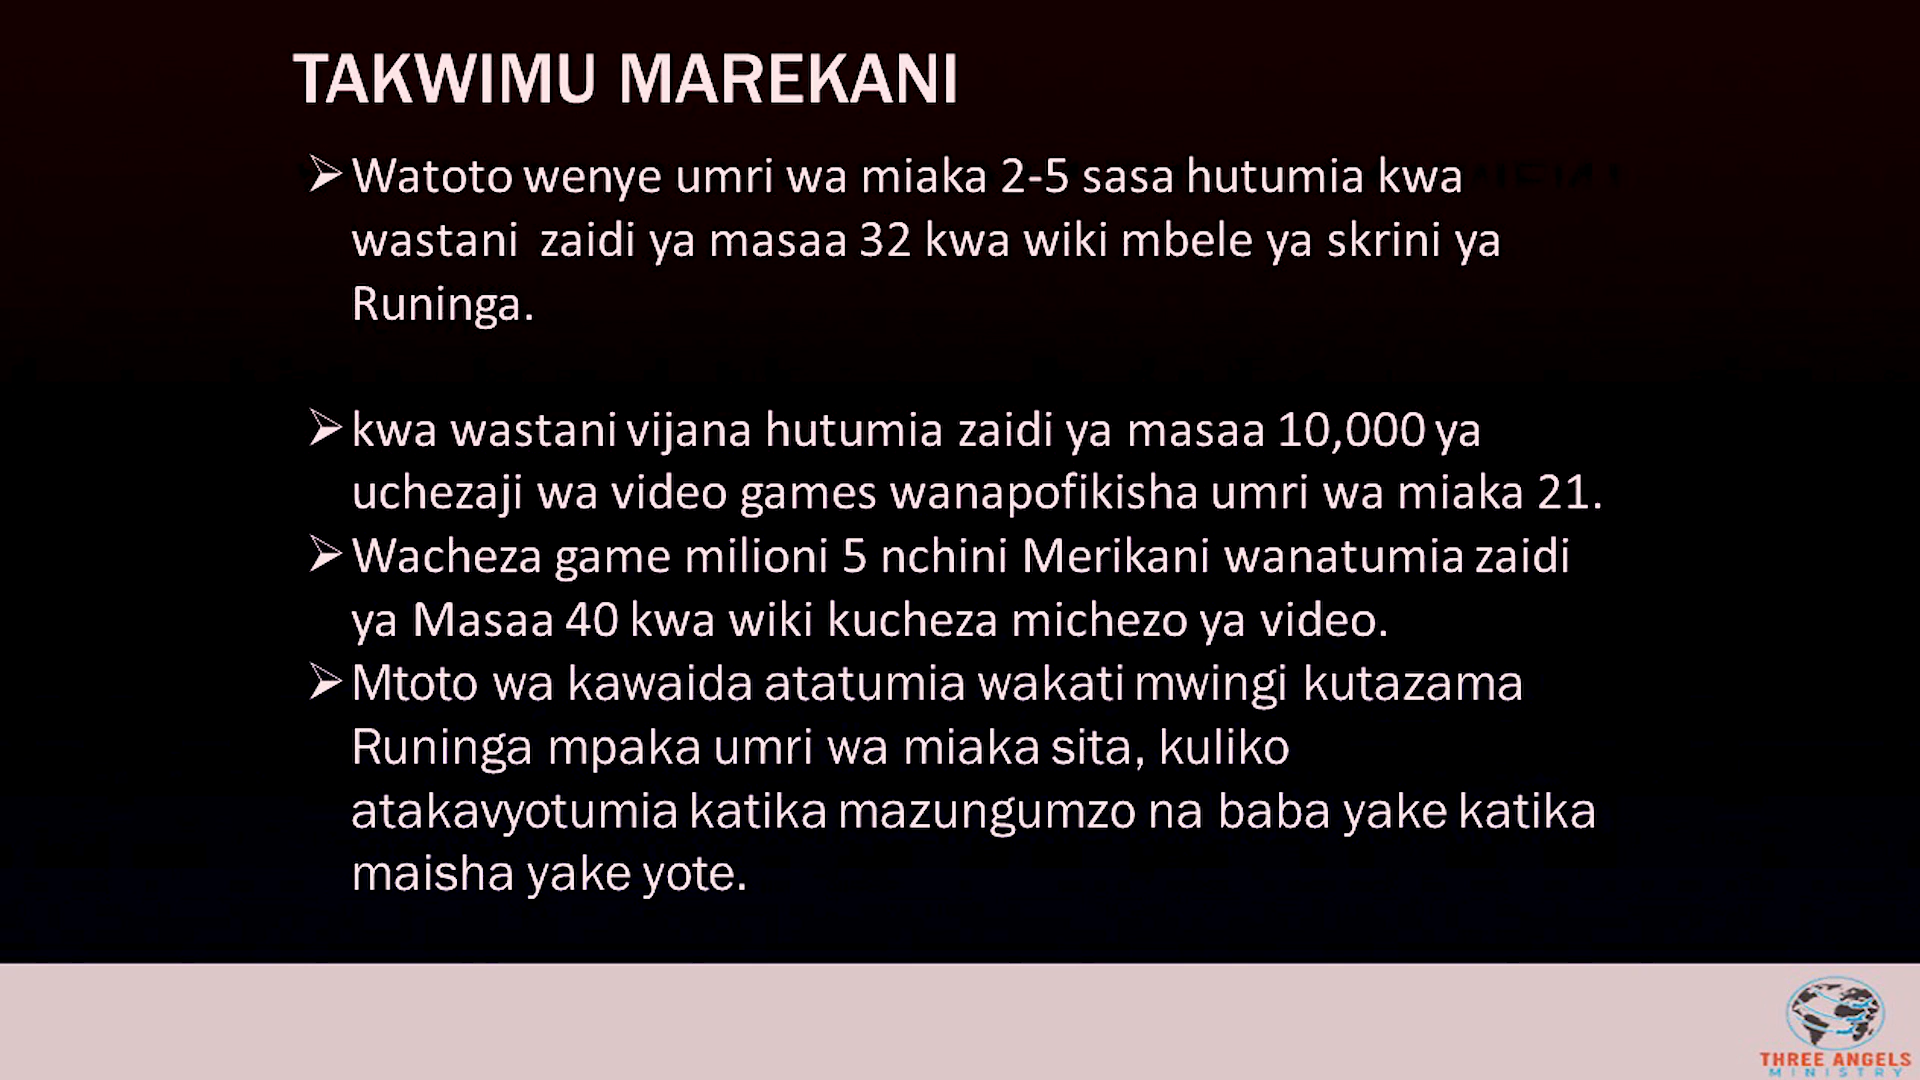 TAKWIMU MAREKANI
➢Watoto wenye umri wa miaka 2-5 sasa hutumia kwa
wastani zaidi ya masaa 32 kwa wiki mbele ya skrini ya
Runinga.
➢kwa wastani vijana hutumia zaidi ya masaa 10,000 ya
uchezaji wa video games wanapofikisha umri wa miaka 21.
➢Wacheza game milioni 5 nchini Merikani wanatumia zaidi
ya Masaa 40 kwa wiki kucheza michezo ya video.
➢Mtoto wa kawaida atatumia wakati mwingi kutazama
Runinga mpaka umri wa miaka sita, kuliko
atakavyotumia katika mazungumzo na baba yake katika
maisha yake yote.
THREE ANGELS
MINISTRY